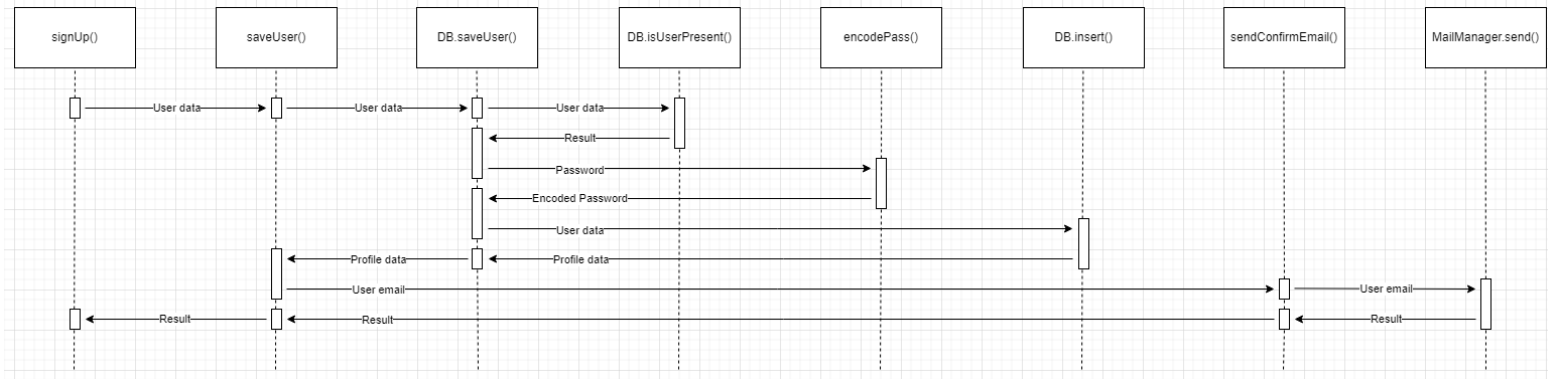 signUp()
saveUser()
DB.saveUser()
DB.isUserPresent()
encodePass()
DB.insert()
sendConfirmEmail()
MailManager.send()
User data
User data
User data
Result
Password
Encoded Password
User data
Profile data
Profile data
User email
User email
Result
Result
Result